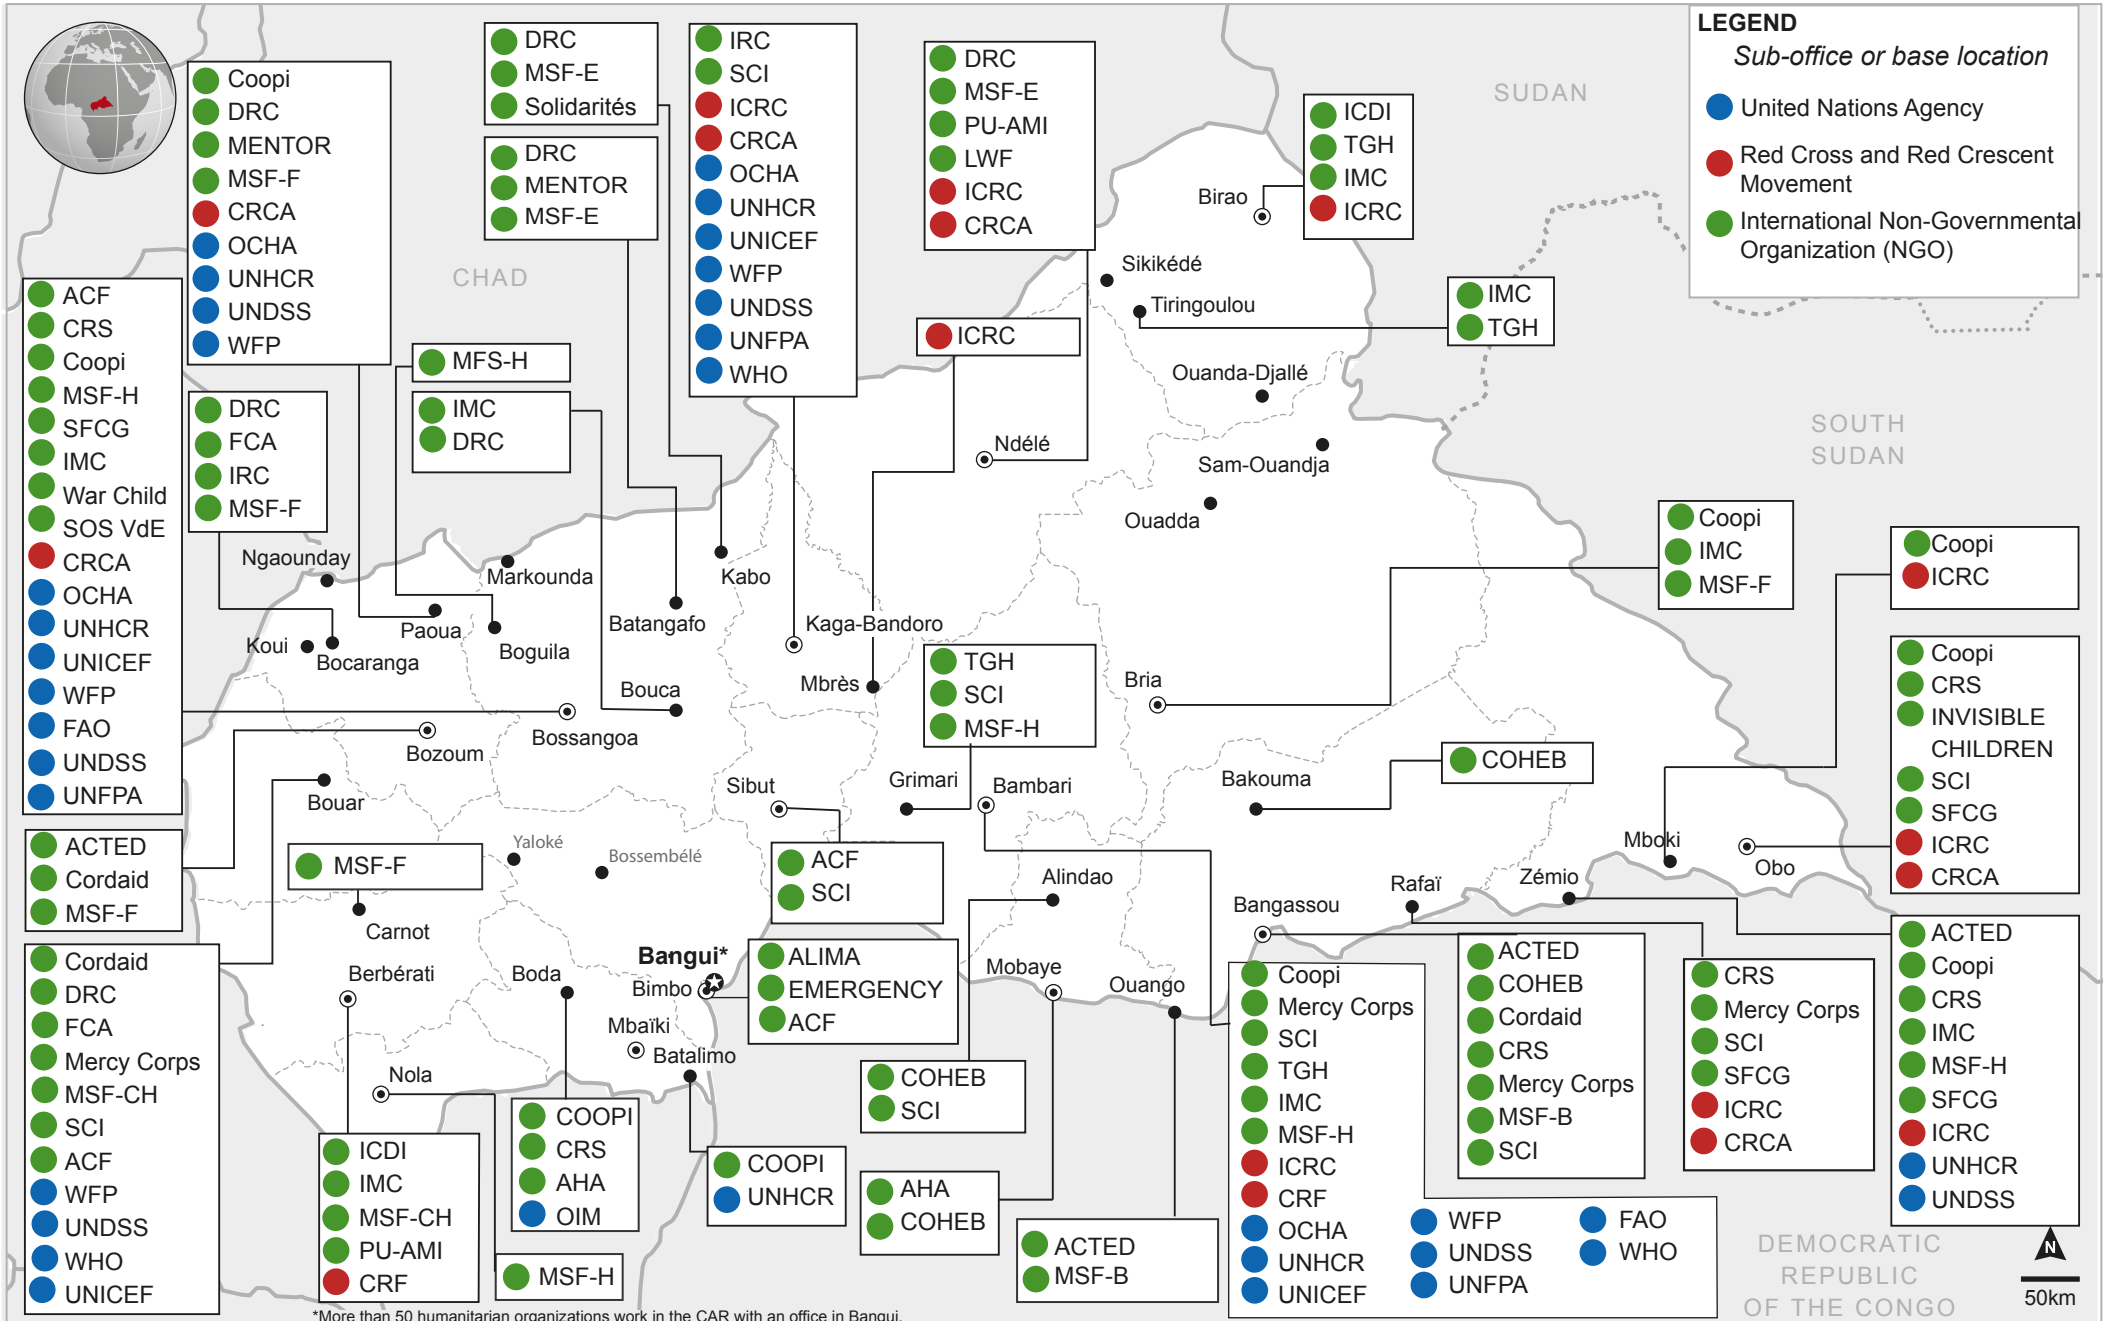 LEGEND
Sub-office or base location
United Nations Agency
Red Cross and Red Crescent
Movement
International Non-Governmental
Organization (NGO)
Coopi
DRC
MENTOR
MSF-F
CRCA
OCHA
UNHCR
UNDSS
WFP
DRC
MSF-E
Solidarités
DRC
MENTOR
MSF-E
IRC
SCI
ICRC
CRCA
OCHA
UNHCR
UNICEF
WFP
UNDSS
UNFPA
WHO
DRC
MSF-E
PU-AMI
LWF
ICRC
CRCA
ICDI
TGH
IMC
ICRC
IMC
TGH
ICRC
ACF
CRS
Coopi
MSF-H
SFCG
IMC
War Child
SOS VdE
CRCA
OCHA
UNHCR
UNICEF
WFP
FAO
UNDSS
UNFPA
DRC
FCA
IRC
MSF-F
MFS-H
IMC
DRC
Coopi
IMC
MSF-F
Coopi
ICRC
Coopi
CRS
INVISIBLE
CHILDREN
SCI
SFCG
ICRC
CRCA
TGH
SCI
MSF-H
COHEB
ACTED
Cordaid
MSF-F
MSF-F
ACF
SCI
Cordaid
DRC
FCA
Mercy Corps
MSF-CH
SCI
ACF
WFP
UNDSS
WHO
UNICEF
ICDI
IMC
MSF-CH
PU-AMI
CRF
COOPI
CRS
AHA
OIM
MSF-H
ALIMA
EMERGENCY
ACF
COOPI
UNHCR
COHEB
SCI
AHA
COHEB
ACTED
MSF-B
Coopi
Mercy Corps
SCI
TGH
IMC
MSF-H
ICRC
CRF
OCHA
UNHCR
UNICEF
WFP
UNDSS
UNFPA
FAO
WHO
ACTED
COHEB
Cordaid
CRS
Mercy Corps
MSF-B
SCI
CRS
Mercy Corps
SCI
SFCG
ICRC
CRCA
ACTED
Coopi
CRS
IMC
MSF-H
SFCG
ICRC
UNHCR
UNDSS
SUDAN
CHAD
SOUTH
SUDAN
DEMOCRATIC
REPUBLIC
OF THE CONGO
Birao
Sikikédé
Tiringoulou
Ouanda-Djallé
Ndélé
Sam-Ouandja
Ouadda
Ngaounday
Markounda
Kabo
Batangafo
Kaga-Bandoro
Paoua
Boguila
Koui
Bocaranga
Mbrès
Bouca
Bria
Bossangoa
Bozoum
Bouar
Sibut
Grimari
Bambari
Bakouma
Yaloké
Bossembélé
Mboki
Obo
Carnot
Alindao
Rafaï
Zémio
Bangassou
Berbérati
Boda
Bangui*
Bimbo
Mobaye
Ouango
Mbaïki
Batalimo
Nola
N
50km
*More than 50 humanitarian organizations work in the CAR with an office in Bangui.